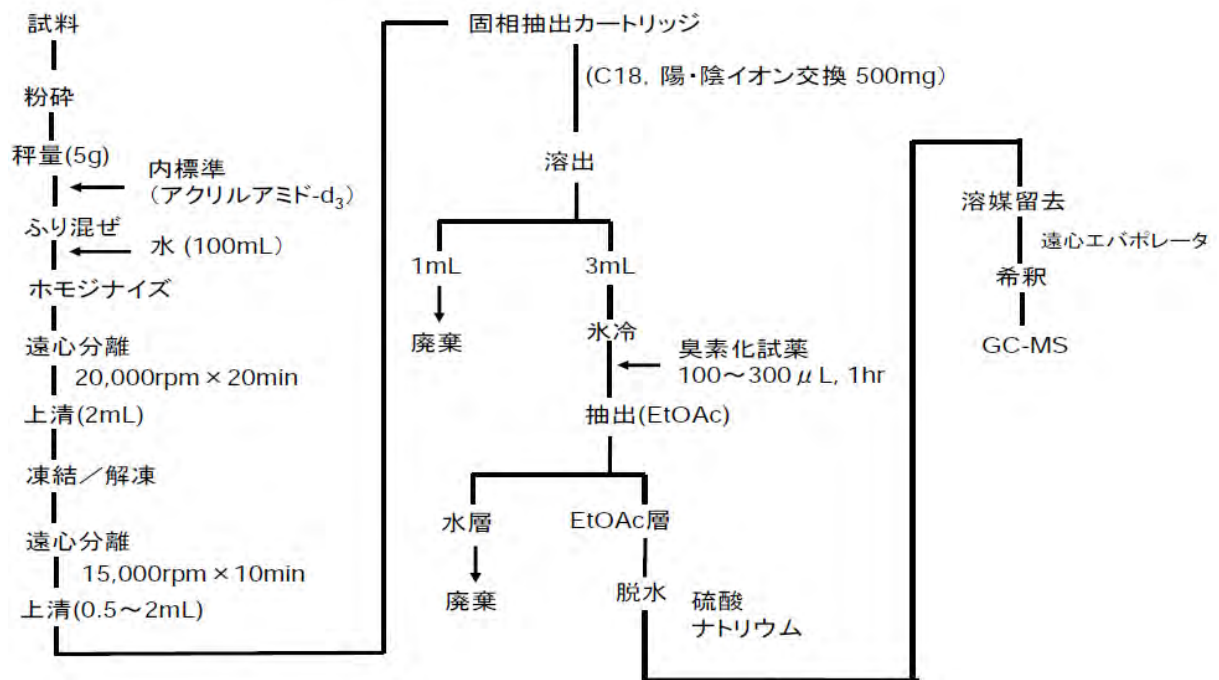 試料
粉砕
秤量(5g)
内標準
（アクリルアミド-d3）
ふり混ぜ
水 (100mL)
ホモジナイズ
遠心分離
20,000rpm × 20min
上清(2mL)
凍結／解凍
遠心分離
15,000rpm × 10min
上清(0.5～2mL)
固相抽出カートリッジ
(C18, 陽・陰イオン交換 500mg）
溶出
1mL
3mL
廃棄
氷冷
臭素化試薬
100～300μL, 1hr
抽出(EtOAc)
水層
EtOAc層
廃棄
脱水
硫酸
ナトリウム
溶媒留去
遠心エバポレータ
希釈
GC-MS